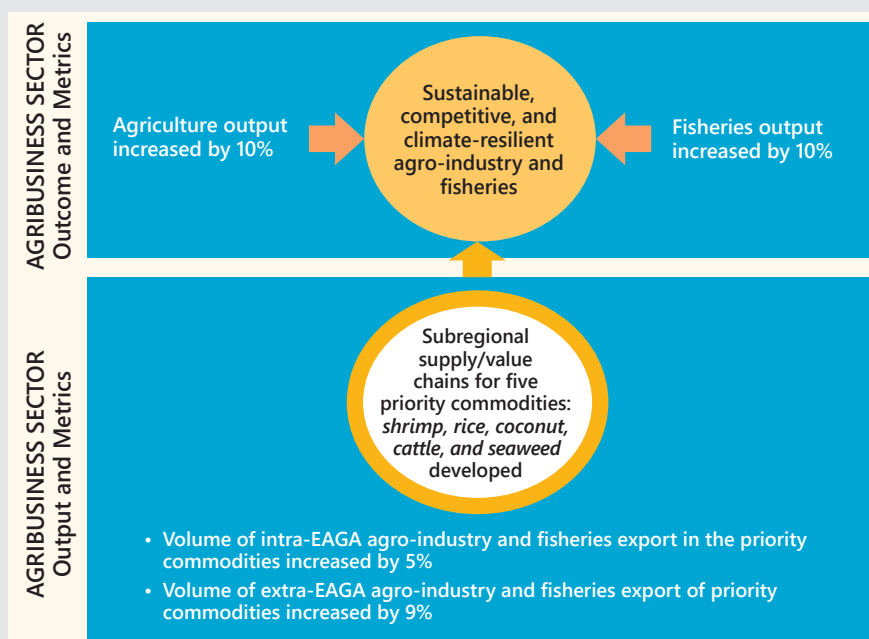 AGRIBUSINESS SECTOR
Outcome and Metrics
Agriculture output
increased by 10%
Sustainable,
competitive, and
climate-resilient
agro-industry and
fisheries
Fisheries output
increased by 10%
AGRIBUSINESS SECTOR
Output and Metrics
Subregional
supply/value
chains for five
priority commodities:
shrimp, rice, coconut,
cattle, and seaweed
developed
• Volume of intra-EAGA agro-industry and fisheries export in the priority
commodities increased by 5%
• Volume of extra-EAGA agro-industry and fisheries export of priority
commodities increased by 9%